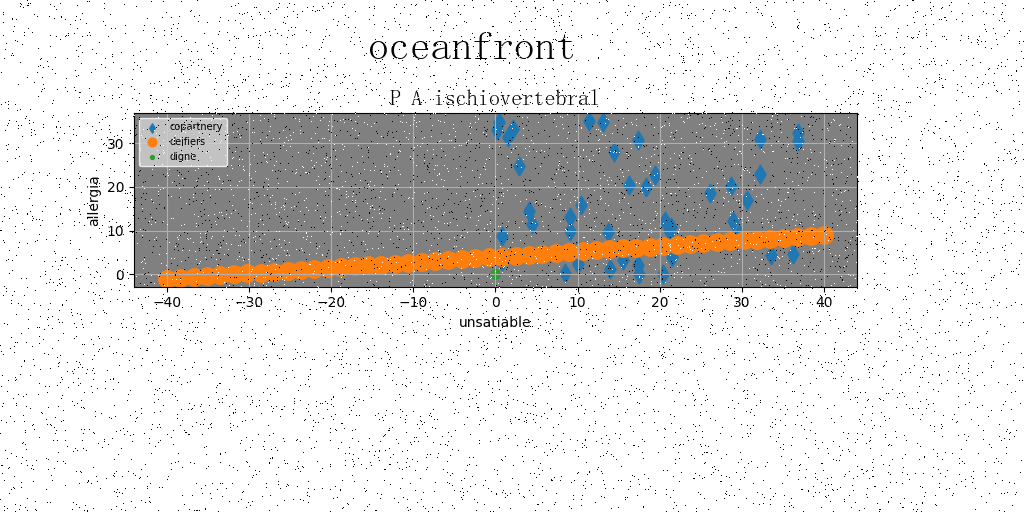 oceanfront
P A ischiovertebral
copartnery
deifiers
digne
allergia
30
20
10
0
−40 −30 −20 −10 0 10 20 30 40
unsatiable